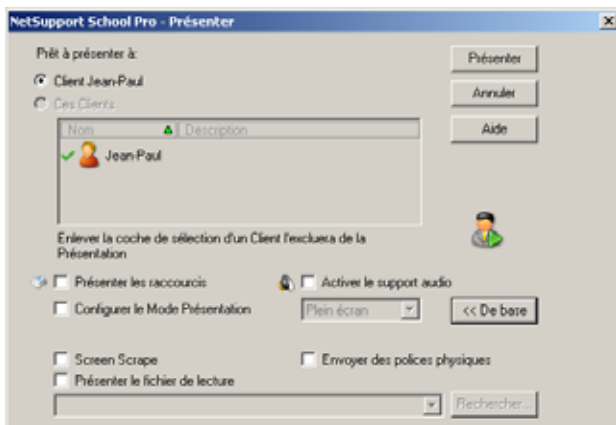 NetSupport School Pro - Présenter
Prêt à présenter à:
Présenter
Client Jean-Paul
Annuler
Ces Clients
Nom Description
Aide
Jean-Paul
Enlever la coche de sélection d'un Client l'excluera de la
Présentation
Présenter les raccourcis Activer le support audio
Configurer le Mode Présentation Plein écran << De base
Screen Scrape Envoyer des polices physiques
Présenter le fichier de lecture
Rechercher...